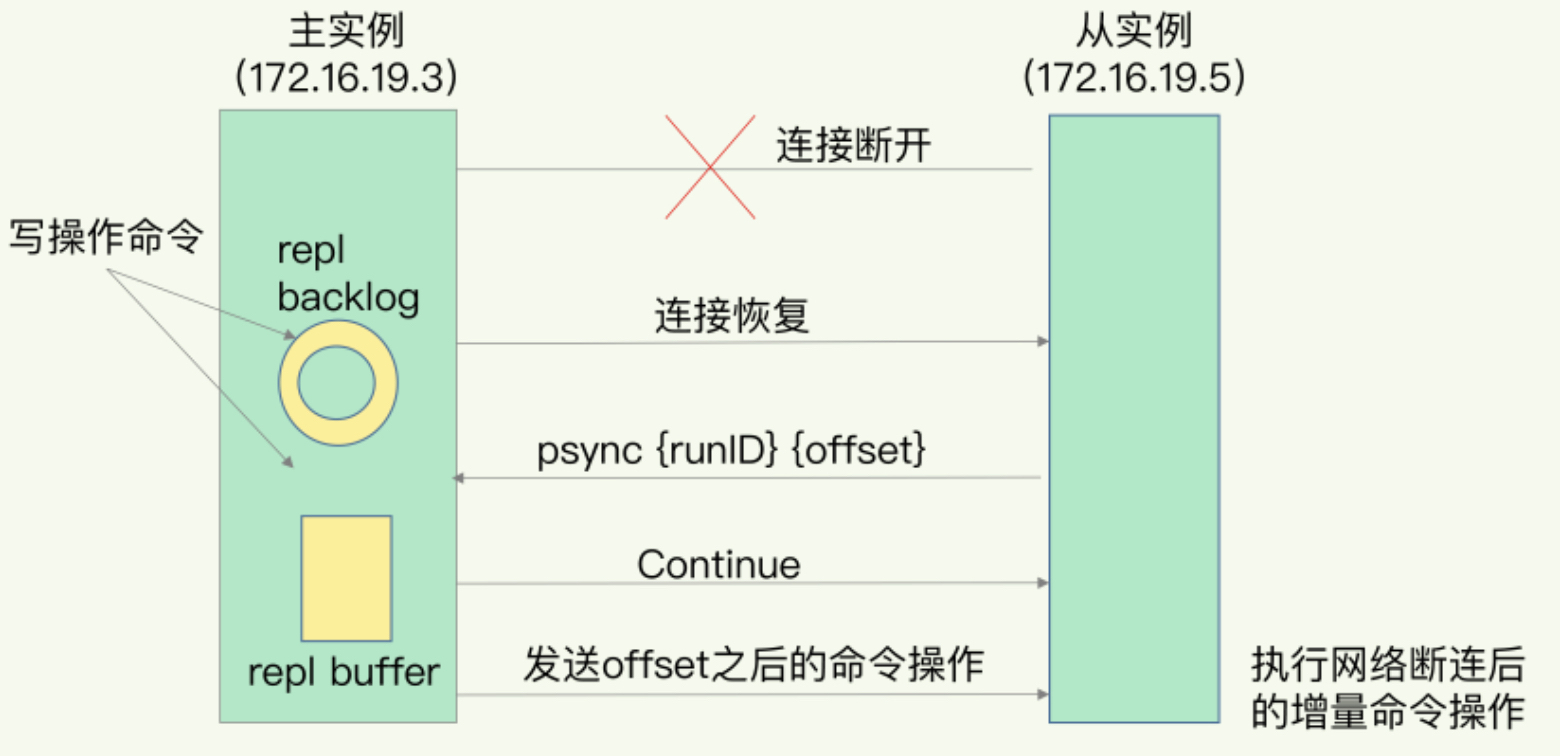 主实例
(172.16.19.3)
从实例
(172.16.19.5)
连接断开
写操作命令
repl
backlog
连接恢复
psync {runID} {offset}
Continue
repl buffer
发送offset之后的命令操作
执行网络断连后
的增量命令操作